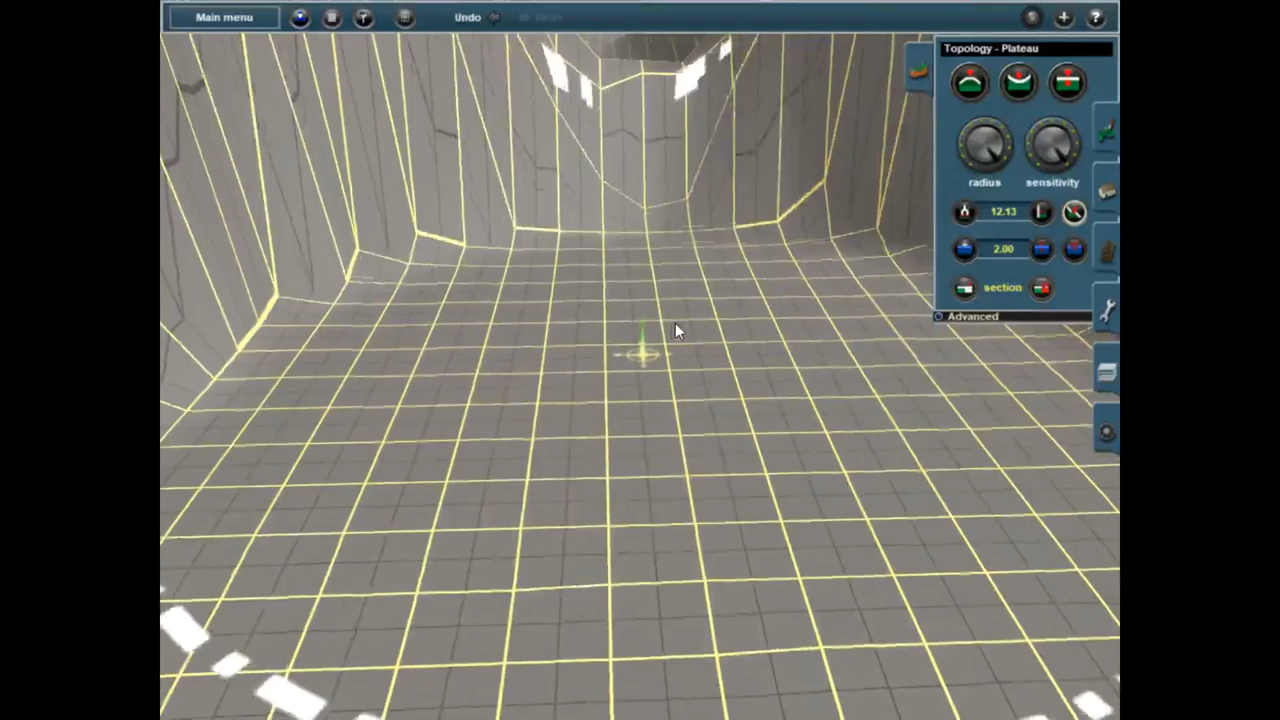 Main menu
Undo
Topology - Plateau
radius
sensitivity
12.13
2.00
section
Advanced